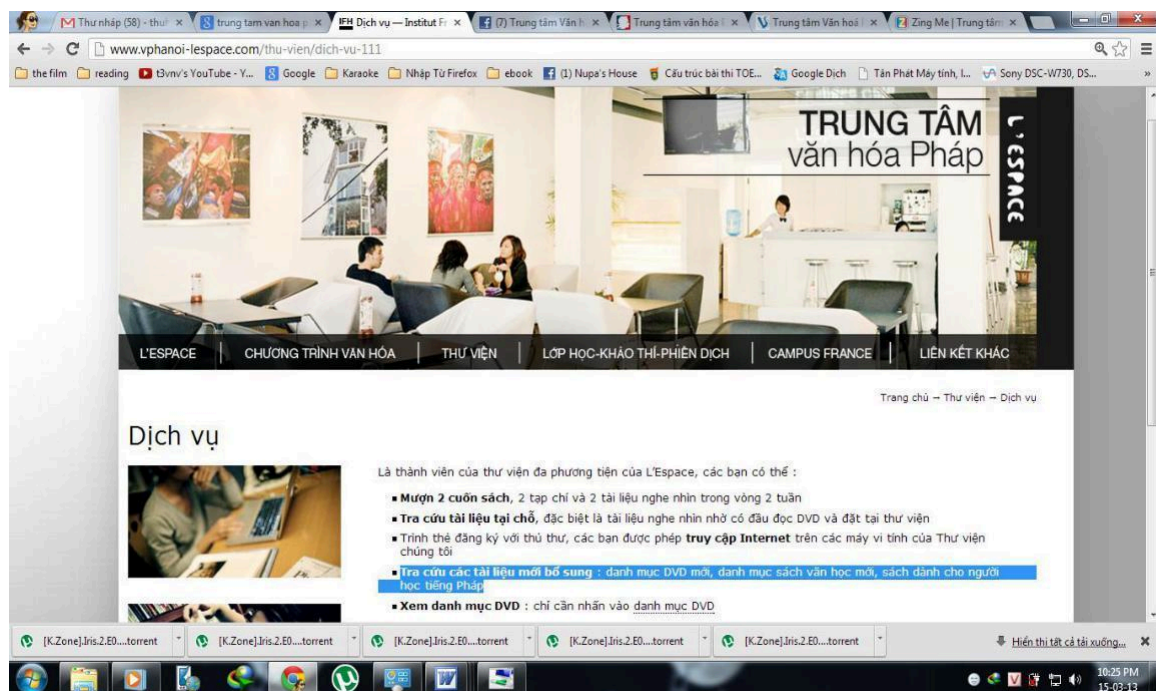 Thư nháp (58) - thuh
trung tam van hoa p
IFH Dịch vụ — Institut Fr
(7) Trung tâm Văn h
Trung tâm văn hóa
Trung tâm Văn hoá
Zing Me | Trung tâm
www.vphanoi-lespace.com/thu-vien/dich-vu-111
the film
reading
t3vnv's YouTube - Y...
Google
Karaoke
Nhập Từ Firefox
ebook
(1) Nupa's House
Cấu trúc bài thi TOE...
Google Dịch
Tân Phát Máy tính, l...
Sony DSC-W730, DS...
TRUNG TÂM
văn hóa Pháp
L'ESPACE
L'ESPACE
CHƯƠNG TRÌNH VĂN HÓA
THƯ VIỆN
LỚP HỌC-KHẢO THÍ-PHIÊN DỊCH
CAMPUS FRANCE
LIÊN KẾT KHÁC
Trang chủ → Thư viện → Dịch vụ
Dịch vụ
Là thành viên của thư viện đa phương tiện của L'Espace, các bạn có thể :
Mượn 2 cuốn sách, 2 tạp chí và 2 tài liệu nghe nhìn trong vòng 2 tuần
Tra cứu tài liệu tại chỗ, đặc biệt là tài liệu nghe nhìn nhờ có đầu đọc DVD và đặt tại thư viện
Trình thẻ đăng ký với thủ thư, các bạn được phép truy cập Internet trên các máy vi tính của Thư viện
chúng tôi
Tra cứu các tài liệu mới bổ sung : danh mục DVD mới, danh mục sách văn học mới, sách dành cho người
học tiếng Pháp
Xem danh mục DVD : chỉ cần nhấn vào danh mục DVD
[K.Zone].Iris.2.E0....torrent
[K.Zone].Iris.2.E0....torrent
[K.Zone].Iris.2.E0....torrent
[K.Zone].Iris.2.E0....torrent
[K.Zone].Iris.2.E0....torrent
Hiển thị tất cả tải xuống...
10:25 PM
15-03-13